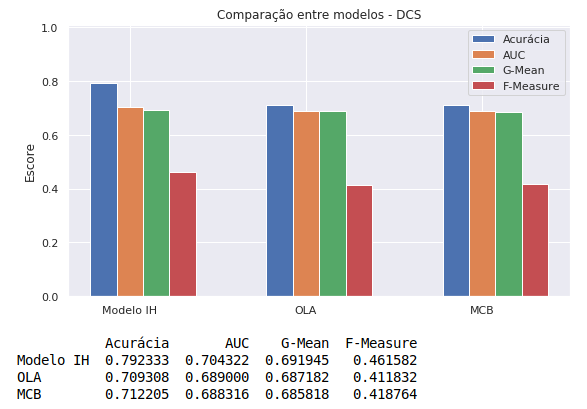 Comparação entre modelos - DCS
Acurácia
AUC
G-Mean
F-Measure
Escore
1.0
0.8
0.6
0.4
0.2
0.0
Modelo IH OLA MCB
Acurácia AUC G-Mean F-Measure
Modelo IH 0.792333 0.704322 0.691945 0.461582
OLA 0.709308 0.689000 0.687182 0.411832
MCB 0.712205 0.688316 0.685818 0.418764